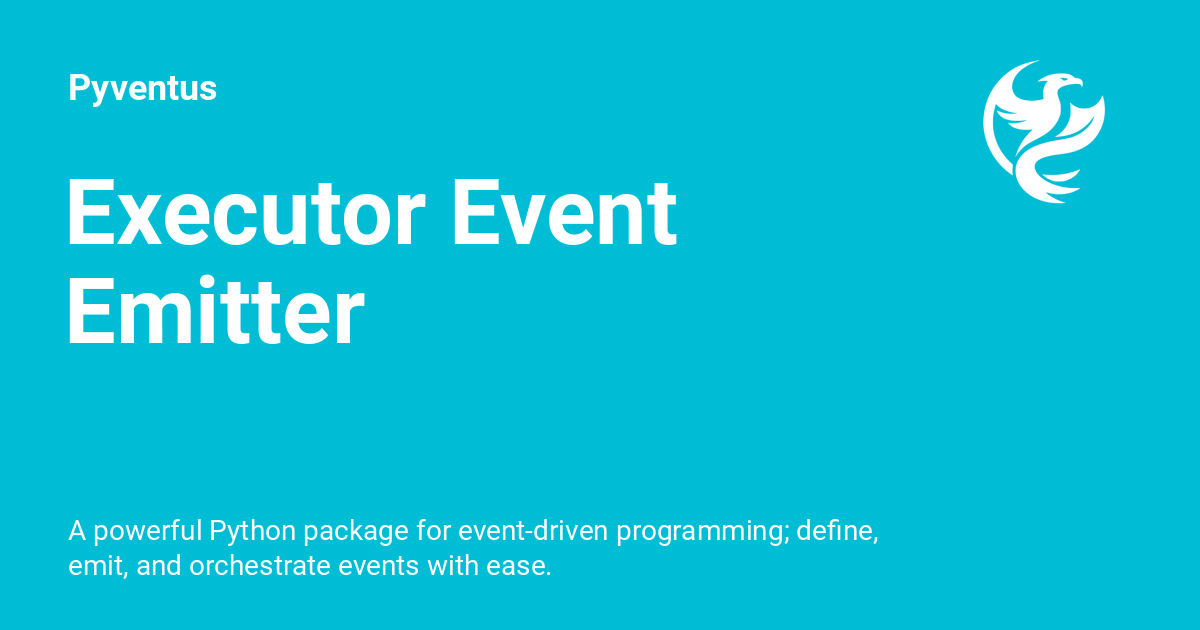 Pyventus
Executor Event
Emitter
A powerful Python package for event-driven programming; define,
emit, and orchestrate events with ease.